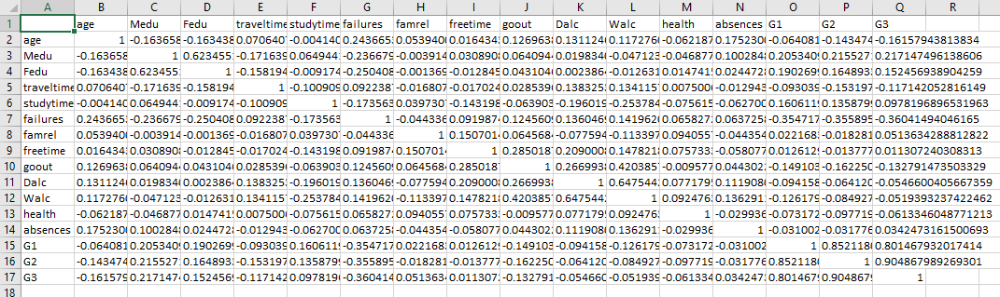 A B C D E F G H I J K L M N O P Q R
1 age Medu Fedu traveltime studytime failures famrel freetime goout Dalc Walc health absences G1 G2 G3
2 age 1 -0.163658 -0.163438 0.070640 -0.004140 0.243665 0.053940 0.016434 0.126963 0.131124 0.117276 -0.062187 0.175230 -0.064081 -0.143474 -0.16157943813834
3 Medu -0.163658 1 0.623455 -0.171639 0.064944 -0.236679 -0.003914 0.030890 0.064094 0.019834 -0.047123 -0.046877 0.100284 0.205340 0.215527 0.217147496138606
4 Fedu -0.163438 0.623455 1 -0.158194 -0.009174 -0.250408 -0.001369 -0.012845 0.043104 0.002386 -0.012631 0.014741 0.024472 0.190269 0.164893 0.152456938904259
5 traveltime 0.070640 -0.171639 -0.158194 1 -0.100909 0.092238 -0.016807 -0.017024 0.028539 0.138325 0.134115 0.007500 -0.012943 -0.093039 -0.153197 -0.117142052816149
6 studytime -0.004140 0.064944 -0.009174 -0.100909 1 -0.173563 0.039730 -0.143198 -0.063903 -0.196019 -0.253784 -0.075615 -0.062700 0.160611 0.135879 0.0978196896531963
7 failures 0.243665 -0.236679 -0.250408 0.092238 -0.173563 1 -0.044336 0.091987 0.124560 0.136046 0.141962 0.065827 0.063725 -0.354717 -0.355895 -0.36041494046165
8 famrel 0.053940 -0.003914 -0.001369 -0.016807 0.039730 -0.044336 1 0.150701 0.064568 -0.077594 -0.113397 0.094055 -0.044354 0.022168 -0.018281 0.0513634288812822
9 freetime 0.016434 0.030890 -0.012845 -0.017024 -0.143198 0.091987 0.150701 1 0.285018 0.209000 0.147821 0.075733 -0.058077 0.012612 -0.013777 0.011307240308313
10 goout 0.126963 0.064094 0.043104 0.028539 -0.063903 0.124560 0.064568 0.285018 1 0.266993 0.420385 -0.009577 0.044302 -0.149103 -0.162250 -0.132791473503329
11 Dalc 0.131124 0.019834 0.002386 0.138325 -0.196019 0.136046 -0.077594 0.209000 0.266993 1 0.647544 0.077179 0.111908 -0.094158 -0.064120 -0.0546600405667359
12 Walc 0.117276 -0.047123 -0.012631 0.134115 -0.253784 0.141962 -0.113397 0.147821 0.420385 0.647544 1 0.092476 0.136291 -0.126179 -0.084927 -0.0519393237422462
13 health -0.062187 -0.046877 0.014741 0.007500 -0.075615 0.065827 0.094055 0.075733 -0.009577 0.077179 0.092476 1 -0.029936 -0.073172 -0.097719 -0.0613346048771213
14 absences 0.175230 0.100284 0.024472 -0.012943 -0.062700 0.063725 -0.044354 -0.058077 0.044302 0.111908 0.136291 -0.029936 1 -0.031002 -0.031776 0.0342473161500693
15 G1 -0.064081 0.205340 0.190269 -0.093039 0.160611 -0.354717 0.022168 0.012612 -0.149103 -0.094158 -0.126179 -0.073172 -0.031002 1 0.852118 0.801467932017414
16 G2 -0.143474 0.215527 0.164893 -0.153197 0.135879 -0.355895 -0.018281 -0.013777 -0.162250 -0.064120 -0.084927 -0.097719 -0.031776 0.852118 1 0.904867989269301
17 G3 -0.161579 0.217147 0.152456 -0.117142 0.097819 -0.360414 0.051363 0.011307 -0.132791 -0.054660 -0.051939 -0.061334 0.034247 0.801467 0.904867 1
18